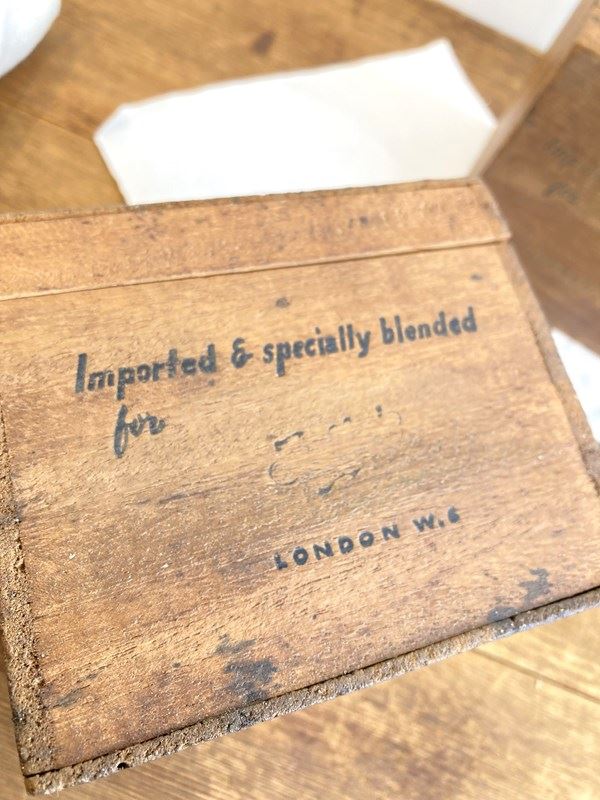 Imported & specially blended
for
LONDON W.6